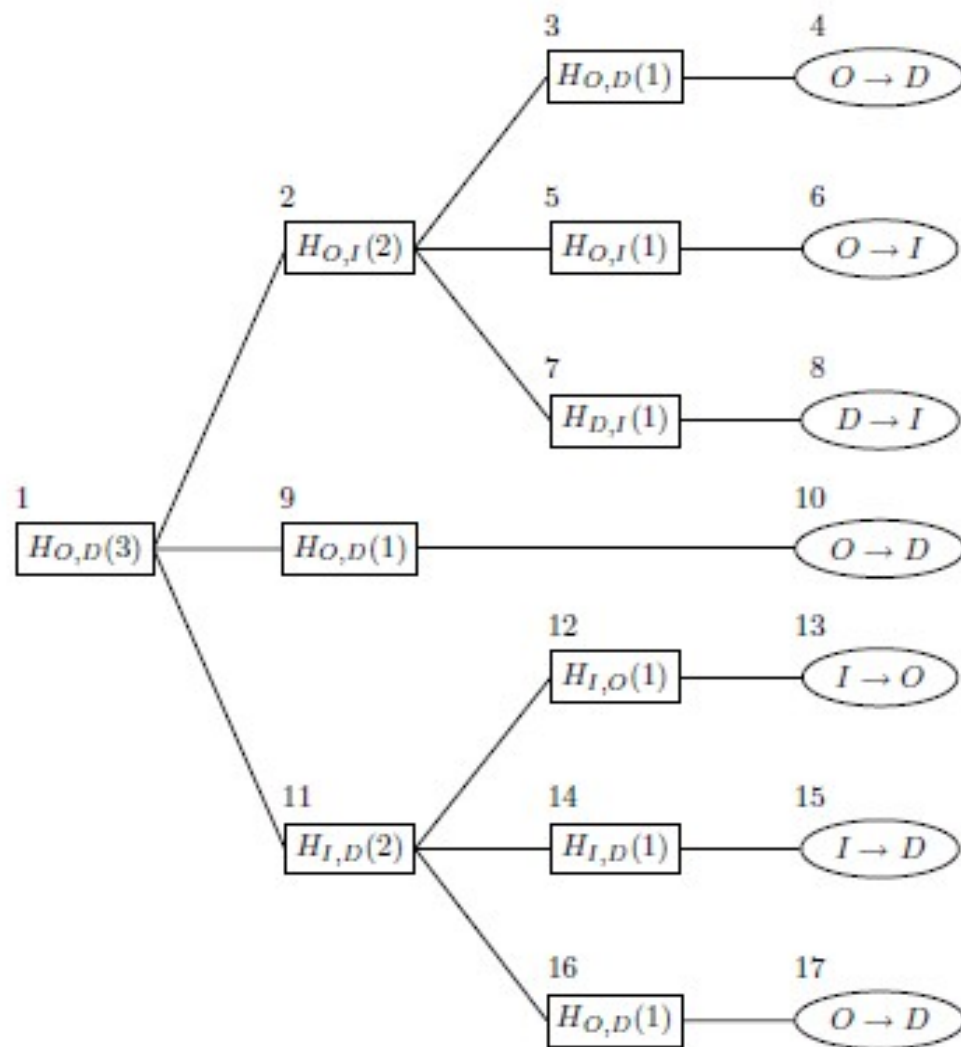 3 4
H_{O,D}(1) O → D
2 5 6
H_{O,I}(2) H_{O,I}(1) O → I
7 8
H_{D,I}(1) D → I
1 9 10
H_{O,D}(3) H_{O,D}(1) O → D
12 13
H_{I,O}(1) I → O
11 14 15
H_{I,D}(2) H_{I,D}(1) I → D
16 17
H_{O,D}(1) O → D